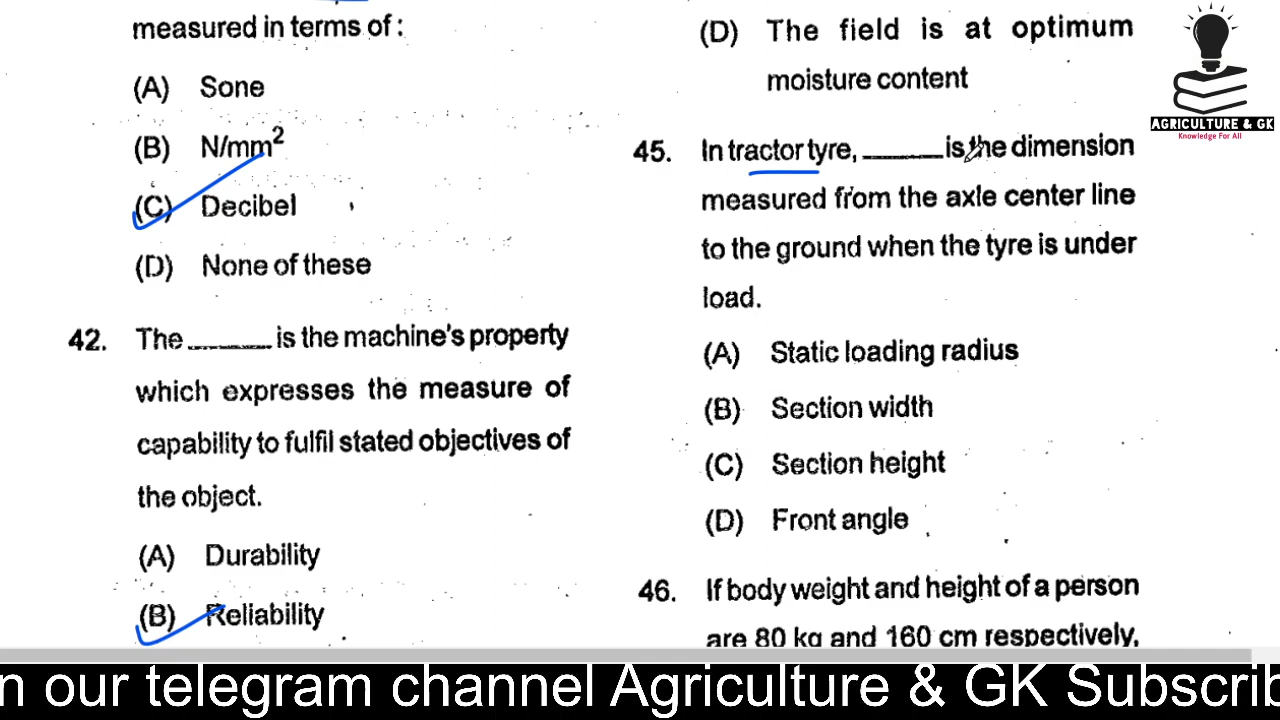 measured in terms of :
(A) Sone
(B) N/mm²
(C) Decibel
(D) None of these
42. The ______ is the machine's property
which expresses the measure of
capability to fulfil stated objectives of
the object.
(A) Durability
(B) Reliability
(D) The field is at optimum
moisture content
45. In tractor tyre, ______ is the dimension
measured from the axle center line
to the ground when the tyre is under
load.
(A) Static loading radius
(B) Section width
(C) Section height
(D) Front angle
46. If body weight and height of a person
are 80 kg and 160 cm respectively,
AGRICULTURE & GK
Knowledge For All
n our telegram channel Agriculture & GK Subscrib